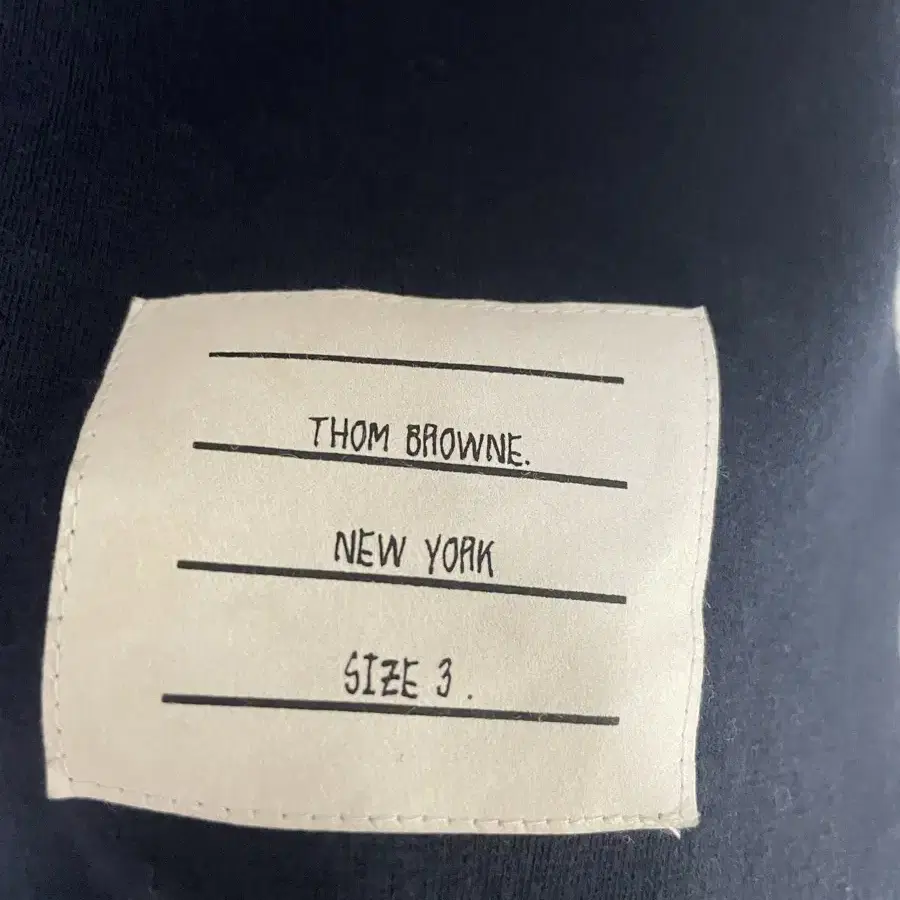 THOM BROWNE.
NEW YORK
SIZE 3.